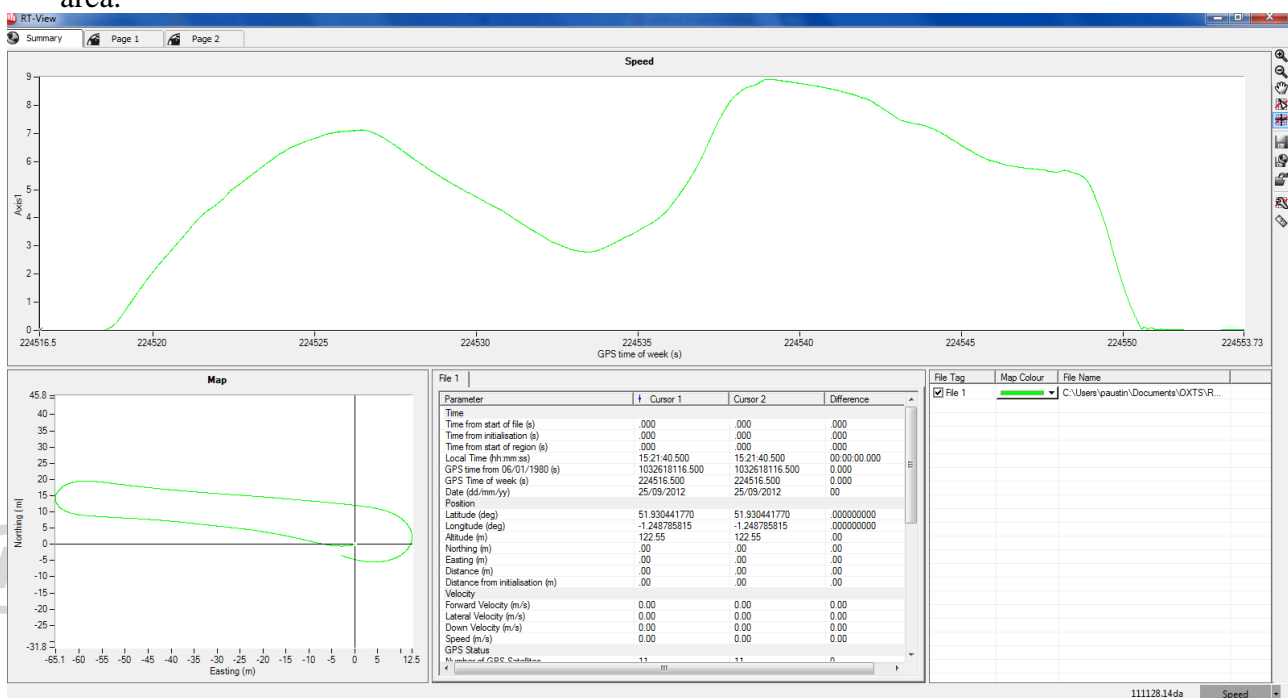 area.
RT-View
Summary Page 1 Page 2
Speed
9
8
7
6
5
4
3
2
1
0
Axis1
224516.5 224520 224525 224530 224535 224540 224545 224550 224553.73
GPS time of week (s)
Map
45.8
40
35
30
25
20
15
10
5
0
-5
-10
-15
-20
-25
-31.8
Northing (m)
-65.1 -60 -55 -50 -45 -40 -35 -30 -25 -20 -15 -10 -5 0 5 12.5
Easting (m)
File 1
Parameter Cursor 1 Cursor 2 Difference
Time
Time from start of file (s) .000 .000 .000
Time from initialisation (s) .000 .000 .000
Time from start of region (s) .000 .000 .000
Local Time (hh:mm:ss) 15:21:40.500 15:21:40.500 00:00:00.000
GPS time from 06/01/1980 (s) 1032618116.500 1032618116.500 0.000
GPS Time of week (s) 224516.500 224516.500 0.000
Date (dd/mm/yy) 25/09/2012 25/09/2012 00
Position
Latitude (deg) 51.930441770 51.930441770 .000000000
Longitude (deg) -1.248785815 -1.248785815 .000000000
Altitude (m) 122.55 122.55 .00
Northing (m) .00 .00 .00
Easting (m) .00 .00 .00
Distance (m) .00 .00 .00
Distance from initialisation (m) .00 .00 .00
Velocity
Forward Velocity (m/s) 0.00 0.00 0.00
Lateral Velocity (m/s) 0.00 0.00 0.00
Down Velocity (m/s) 0.00 0.00 0.00
Speed (m/s) 0.00 0.00 0.00
GPS Status
Number of GPS Satellites 11 11 0
File Tag Map Colour File Name
File 1 C:\Users\paustin\Documents\OXTS\R...
111128.14da Speed